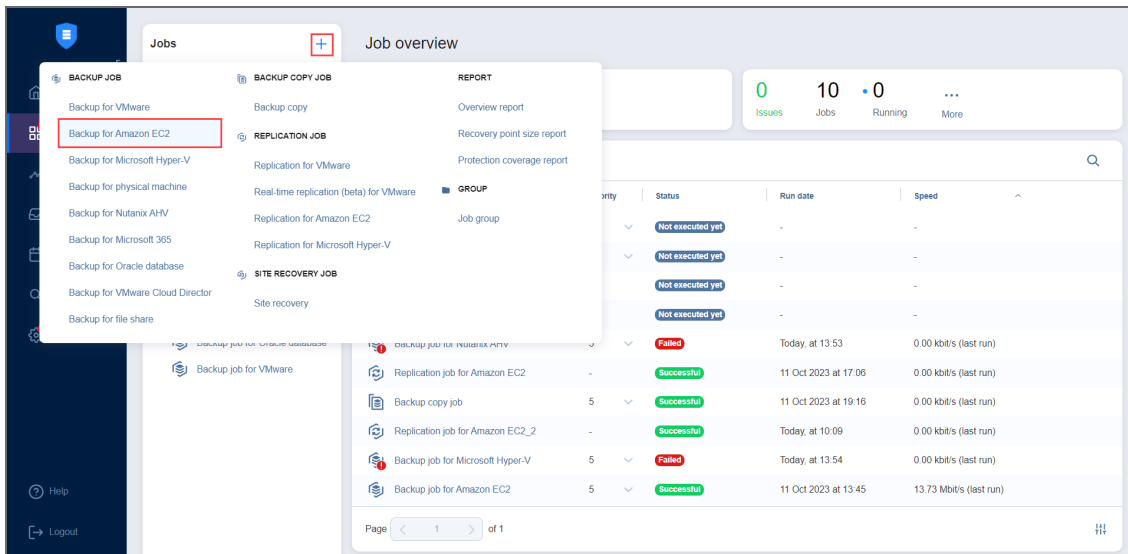 Jobs
Job overview
BACKUP JOB
Backup for VMware
Backup for Amazon EC2
Backup for Microsoft Hyper-V
Backup for physical machine
Backup for Nutanix AHV
Backup for Microsoft 365
Backup for Oracle database
Backup for VMware Cloud Director
Backup for file share
BACKUP COPY JOB
Backup copy
REPLICATION JOB
Replication for VMware
Real-time replication (beta) for VMware
Replication for Amazon EC2
Replication for Microsoft Hyper-V
SITE RECOVERY JOB
Site recovery
REPORT
Overview report
Recovery point size report
Protection coverage report
GROUP
Job group
0 10 0 ...
Issues Jobs Running More
Status Run date Speed
Not executed yet - -
Not executed yet - -
Not executed yet - -
Not executed yet - -
Backup job for Oracle database
Backup job for VMware
Backup job for Nutanix AHV 5 Failed Today, at 13:53 0.00 kbit/s (last run)
Replication job for Amazon EC2 - Successful 11 Oct 2023 at 17:06 0.00 kbit/s (last run)
Backup copy job 5 Successful 11 Oct 2023 at 19:16 0.00 kbit/s (last run)
Replication job for Amazon EC2_2 - Successful Today, at 10:09 0.00 kbit/s (last run)
Backup job for Microsoft Hyper-V 5 Failed Today, at 13:54 0.00 kbit/s (last run)
Backup job for Amazon EC2 5 Successful 11 Oct 2023 at 13:45 13.73 Mbit/s (last run)
Page 1 of 1
Help
Logout